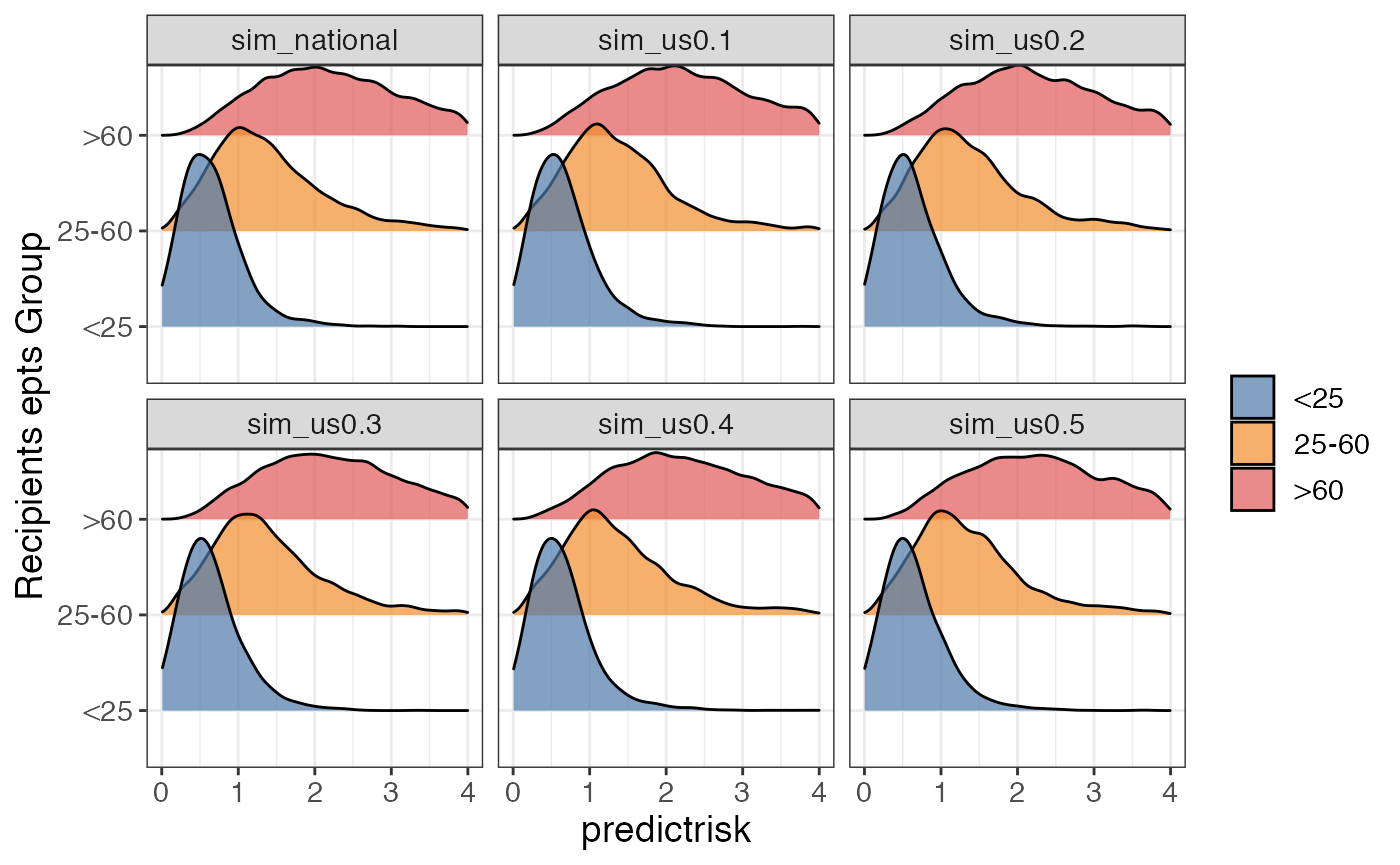 sim_national
sim_us0.1
sim_us0.2
>60
25-60
<25
sim_us0.3
sim_us0.4
sim_us0.5
>60
25-60
<25
0 1 2 3 4
0 1 2 3 4
0 1 2 3 4
predictrisk
Recipients epts Group
<25
25-60
>60